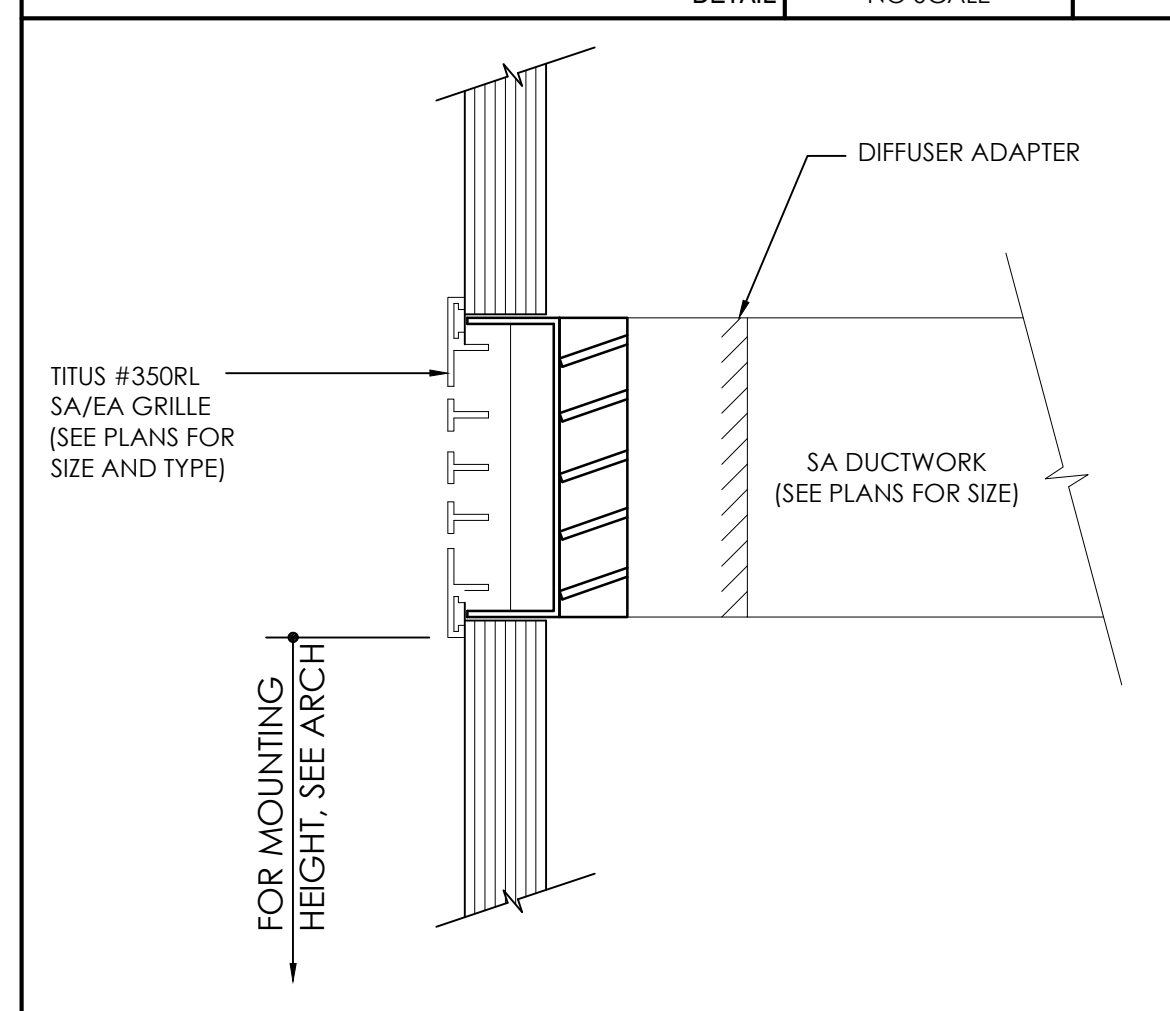 DETAIL
NO SCALE
DIFFUSER ADAPTER
TITUS #350RL
SA/EA GRILLE
(SEE PLANS FOR
SIZE AND TYPE)
SA DUCTWORK
(SEE PLANS FOR SIZE)
FOR MOUNTING
HEIGHT, SEE ARCH